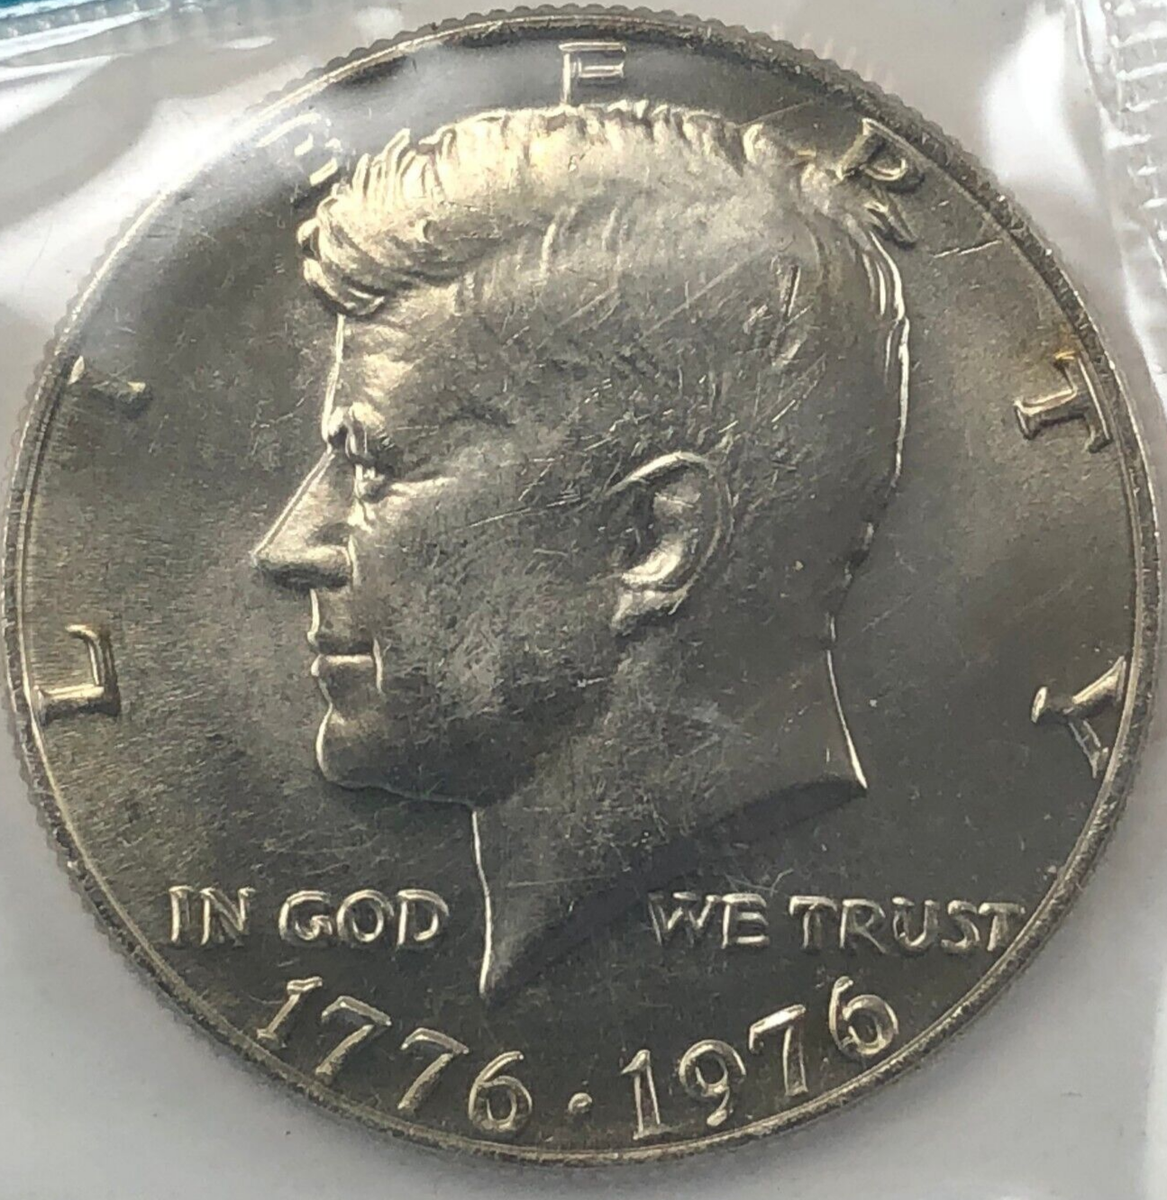 LIBERTY
IN GOD WE TRUST
1776 · 1976